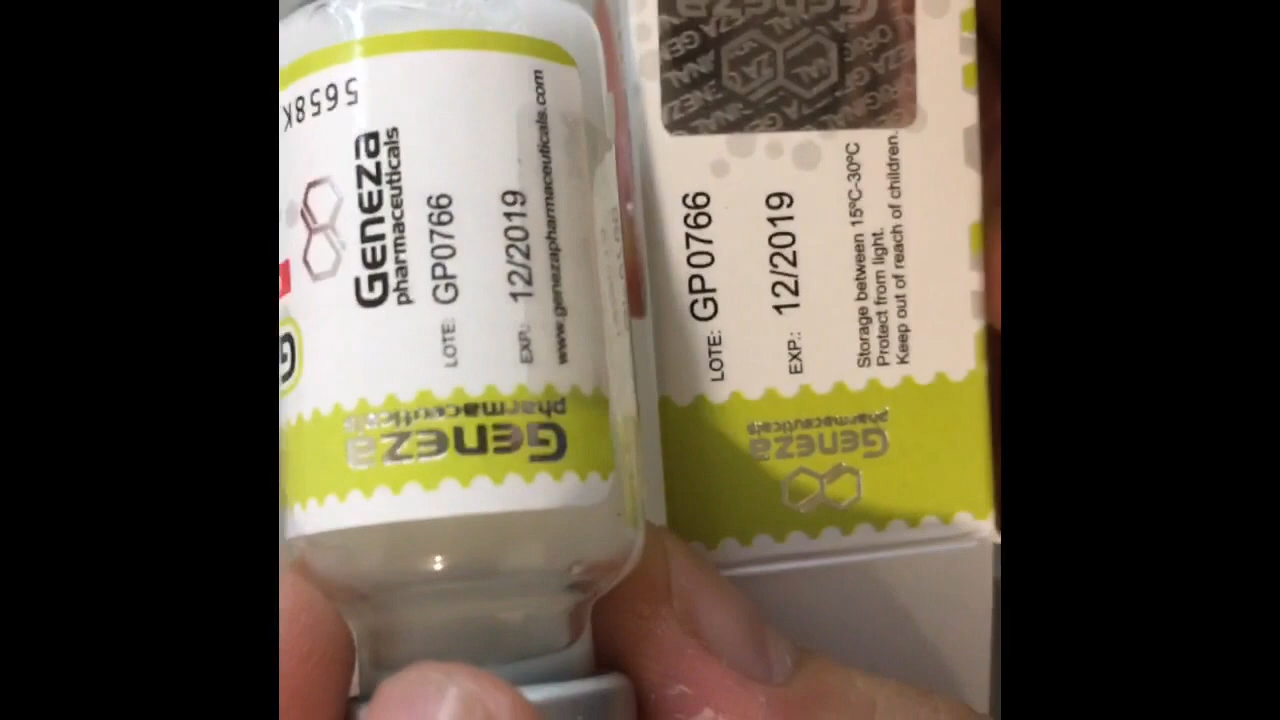 5658K
Geneza
pharmaceuticals
LOTE: GP0766
EXP.: 12/2019
www.genezapharmaceuticals.com
Geneza
pharmaceuticals
G
Geneza
LOTE: GP0766
EXP.: 12/2019
Storage between 15ºC-30ºC
Protect from light.
Keep out of reach of children.
Geneza
pharmaceuticals